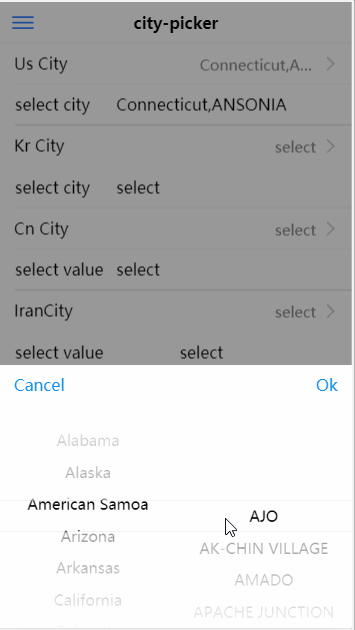 city-picker
Us City Connecticut,A...
select city Connecticut,ANSONIA
Kr City select
select city select
Cn City select
select value select
IranCity select
select value select
Cancel Ok
Alabama
Alaska
American Samoa
AJO
Arizona
AK-CHIN VILLAGE
Arkansas
AMADO
California
APACHE JUNCTION